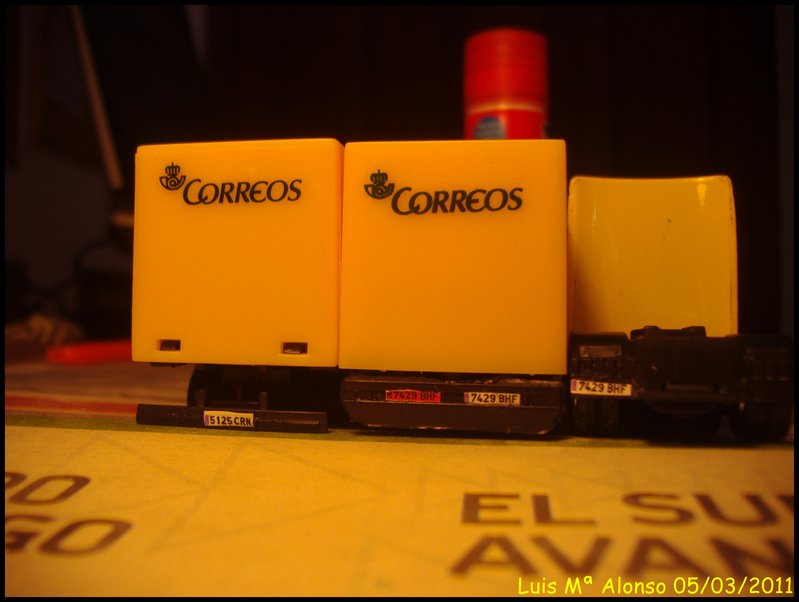 CORREOS
CORREOS
7429 BHF
7429 BHF
7429 BHF
5125 CRN
EL SU
AVAN
GO
Luis Mª Alonso 05/03/2011